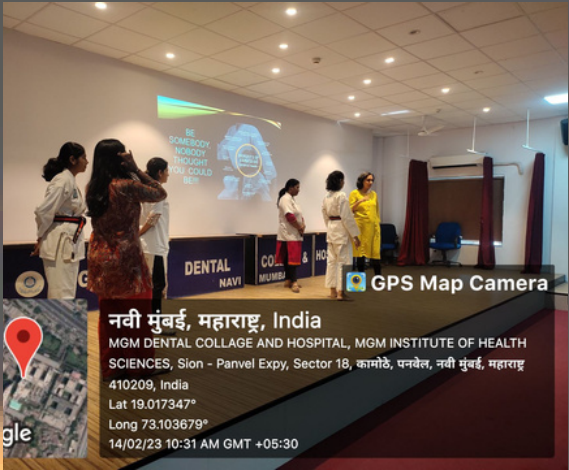 BE
SOMEBODY,
NOBODY
THOUGHT
YOU COULD
BE!!!
G
DENTAL
NAVI
CO
&
HOS
MUMBA
GPS Map Camera
नवी मुंबई, महाराष्ट्र, India
MGM DENTAL COLLAGE AND HOSPITAL, MGM INSTITUTE OF HEALTH
SCIENCES, Sion - Panvel Expy, Sector 18, कामोठे, पनवेल, नवी मुंबई, महाराष्ट्र
410209, India
Lat 19.017347°
Long 73.103679°
14/02/23 10:31 AM GMT +05:30
gle